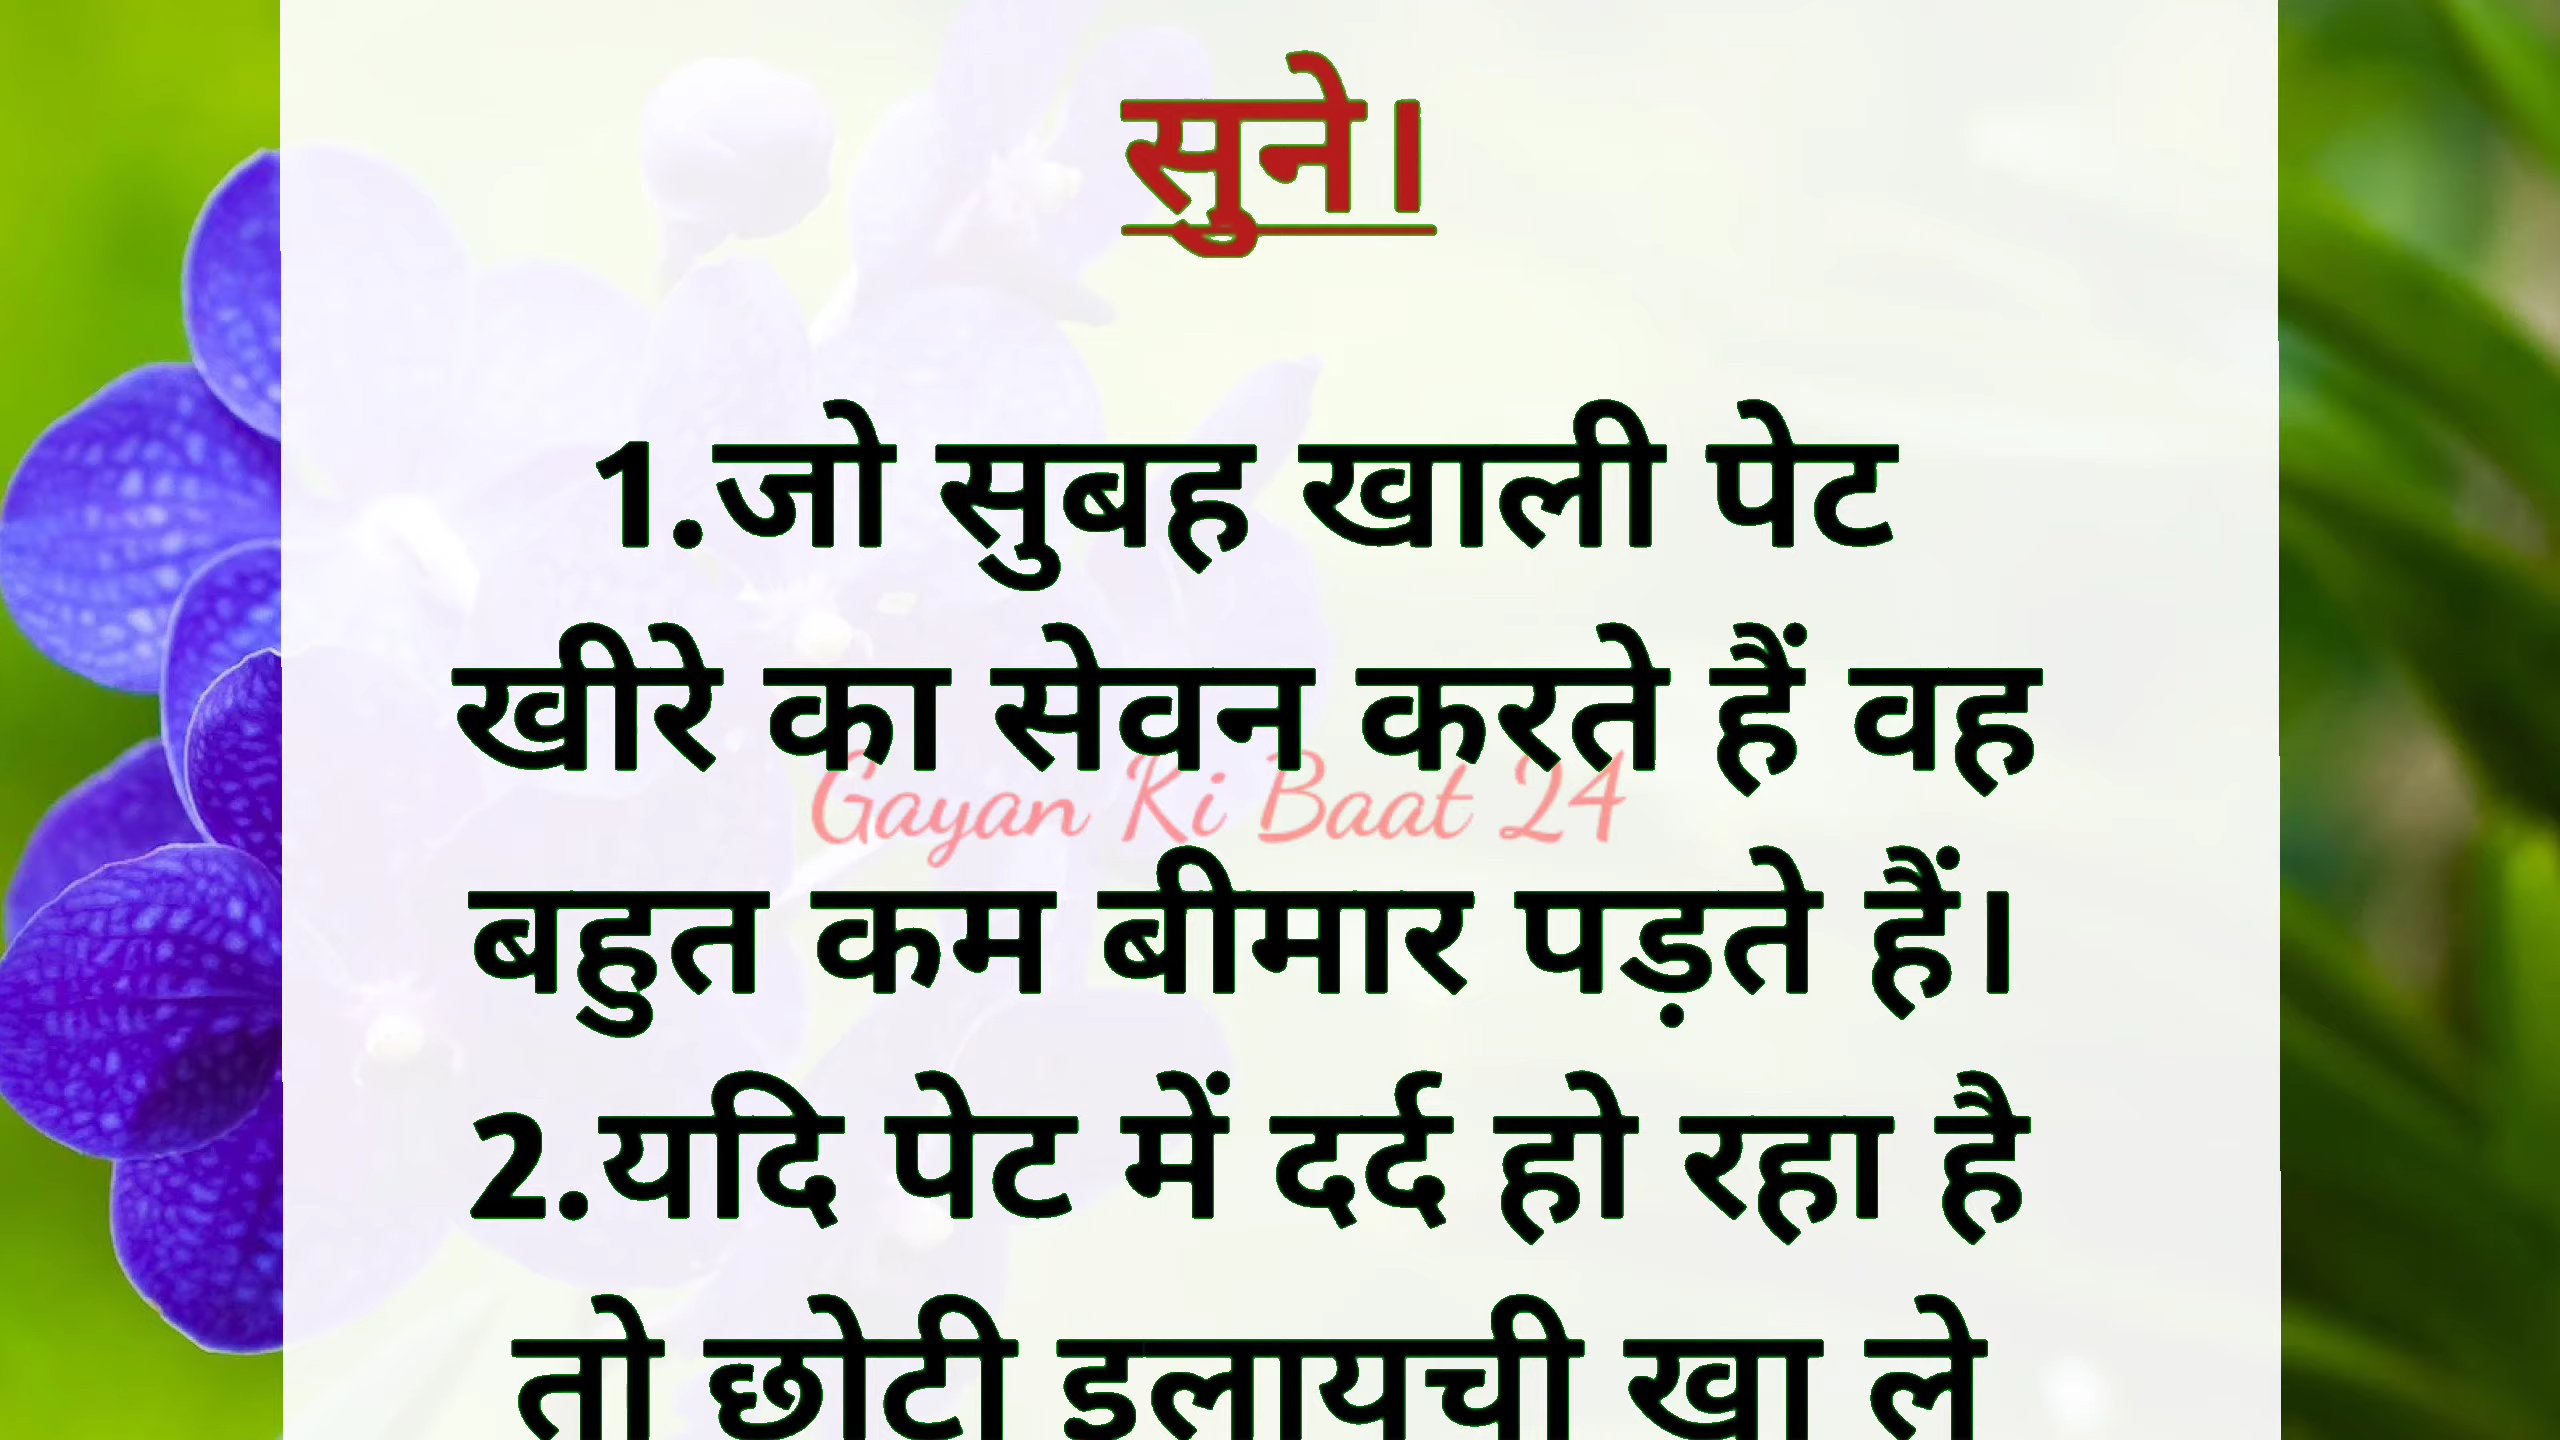 सुने।
1.जो सुबह खाली पेट
खीरे का सेवन करते हैं वह
Gayan Ki Baat 24
बहुत कम बीमार पड़ते हैं।
2.यदि पेट में दर्द हो रहा है
तो छोटी इलायची खा ले